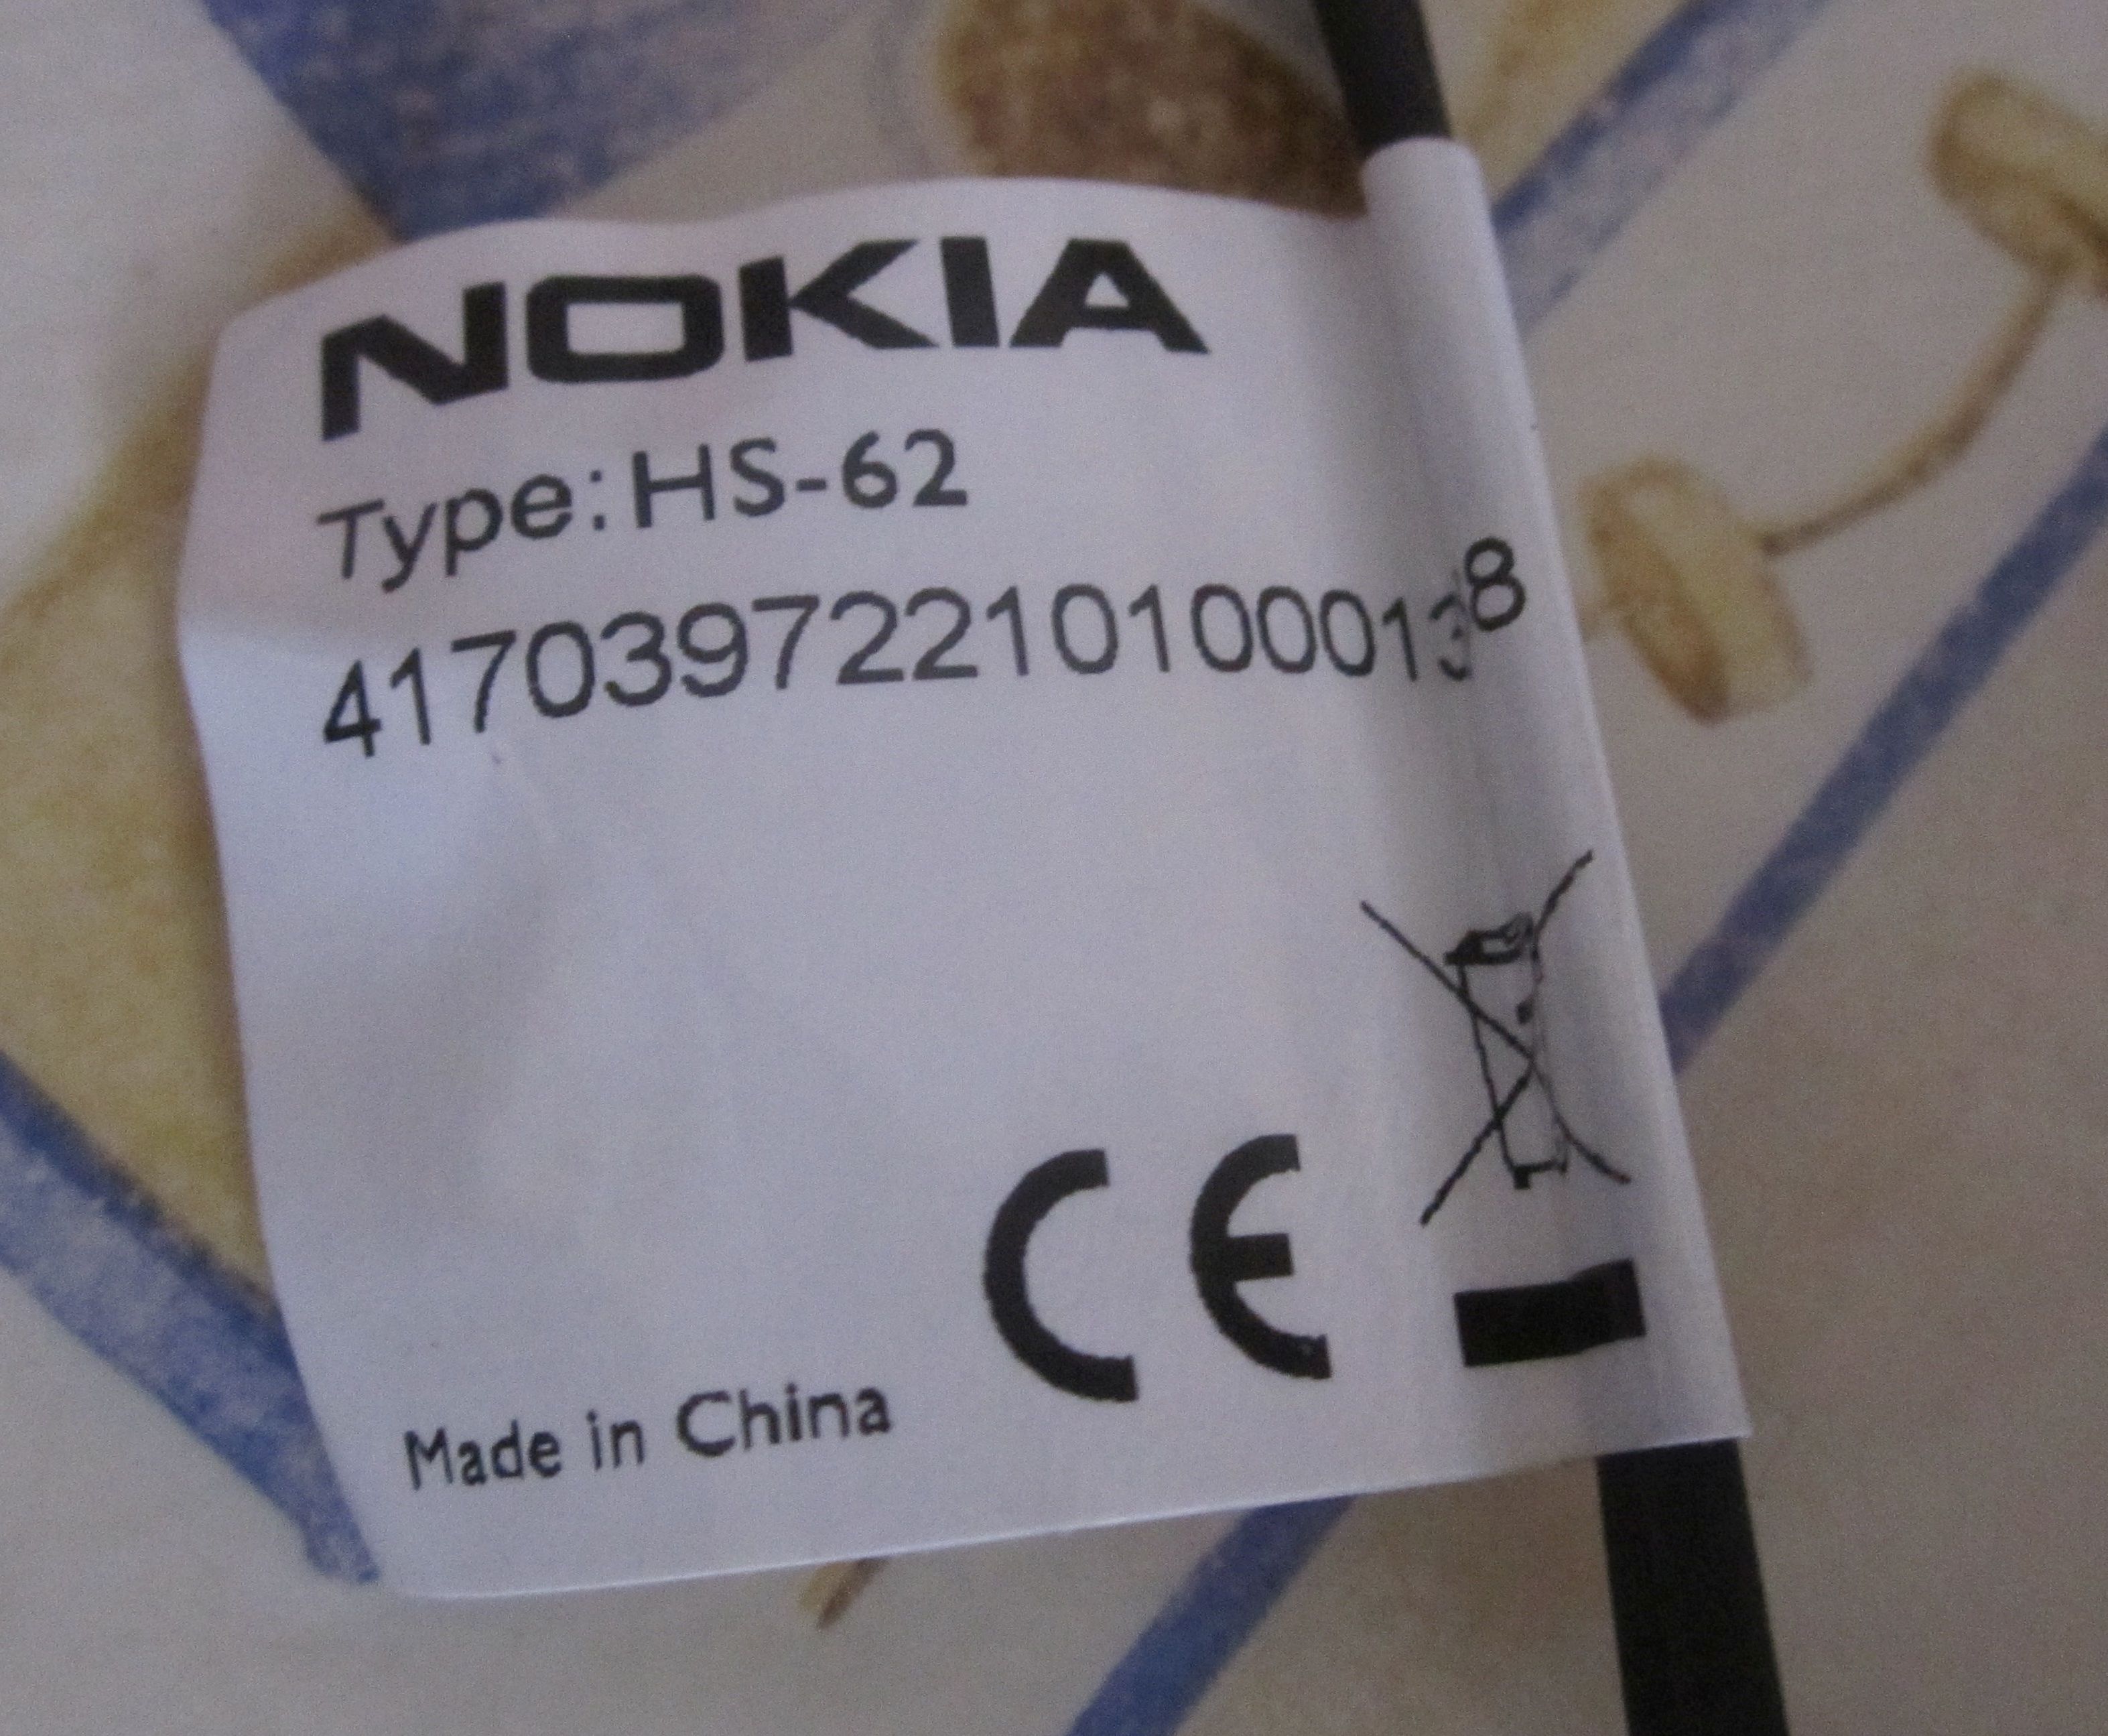 NOKIA
Type: HS-62
417039722101000138
CE
Made in China